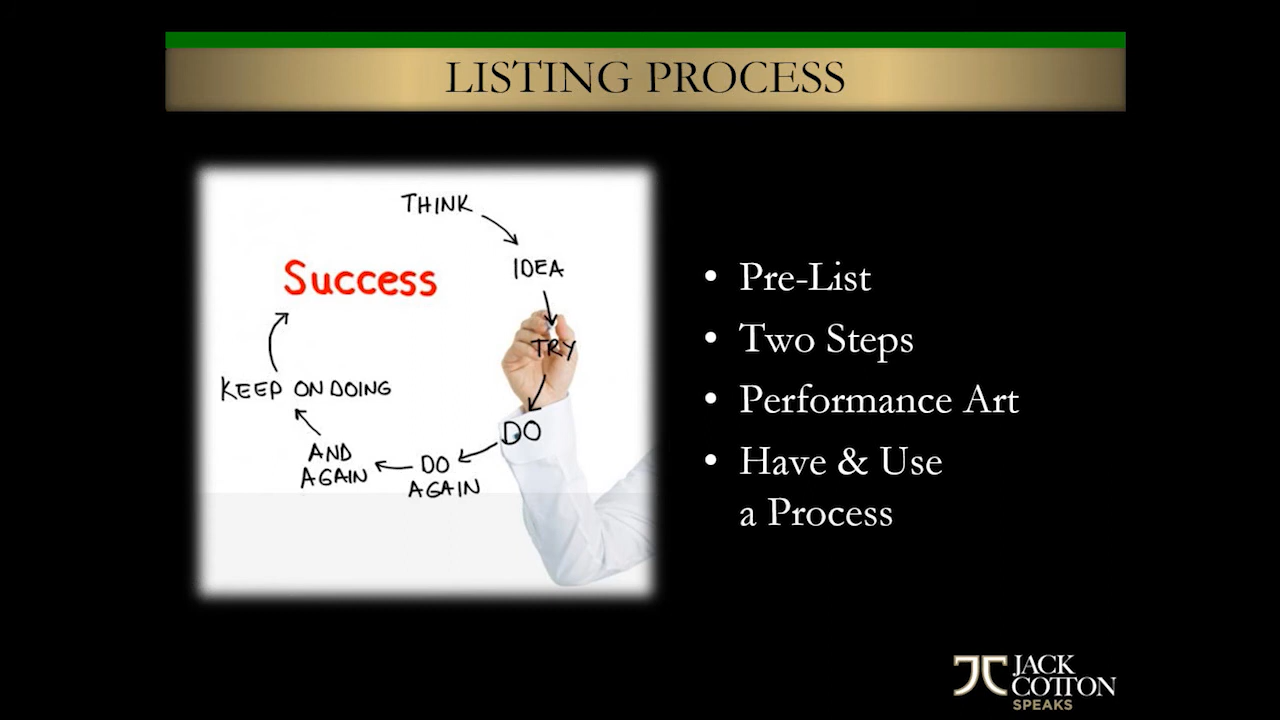 LISTING PROCESS
THINK
IDEA
TRY
DO
DO
AGAIN
AND
AGAIN
KEEP ON DOING
Success
• Pre-List
• Two Steps
• Performance Art
• Have & Use
a Process
JACK
COTTON
SPEAKS